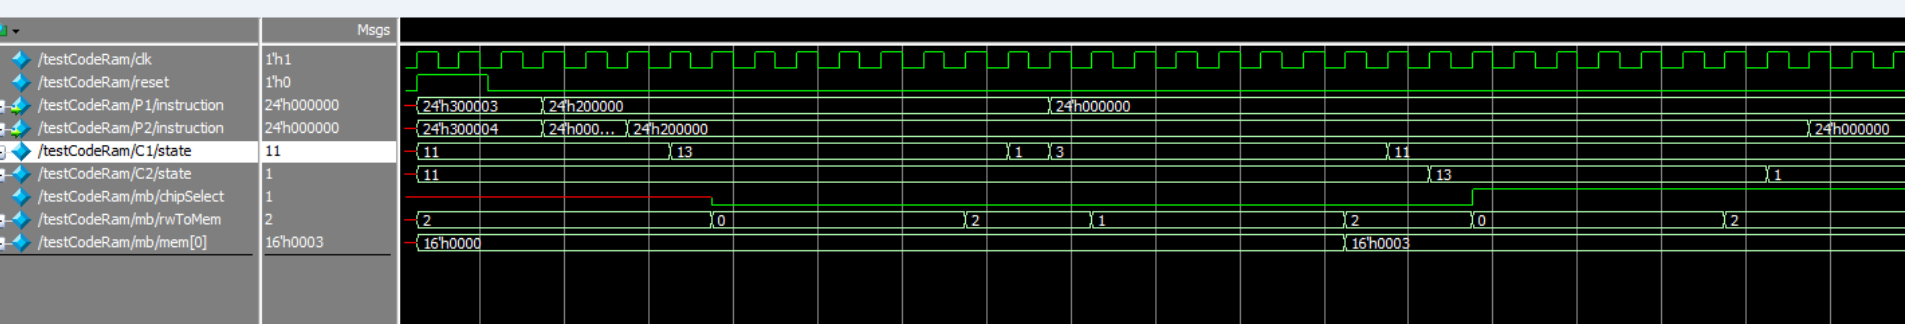 Msgs
/testCodeRam/clk 1'h1
/testCodeRam/reset 1'h0
/testCodeRam/P1/instruction 24'h000000 24'h300003 24'h200000 24'h000000
/testCodeRam/P2/instruction 24'h000000 24'h300004 24'h000... 24'h200000 24'h000000
/testCodeRam/C1/state 11 11 13 1 3 11
/testCodeRam/C2/state 1 11 13 1
/testCodeRam/mb/chipSelect 1
/testCodeRam/mb/rwToMem 2 2 0 2 1 2 0 2
/testCodeRam/mb/mem[0] 16'h0003 16'h0000 16'h0003